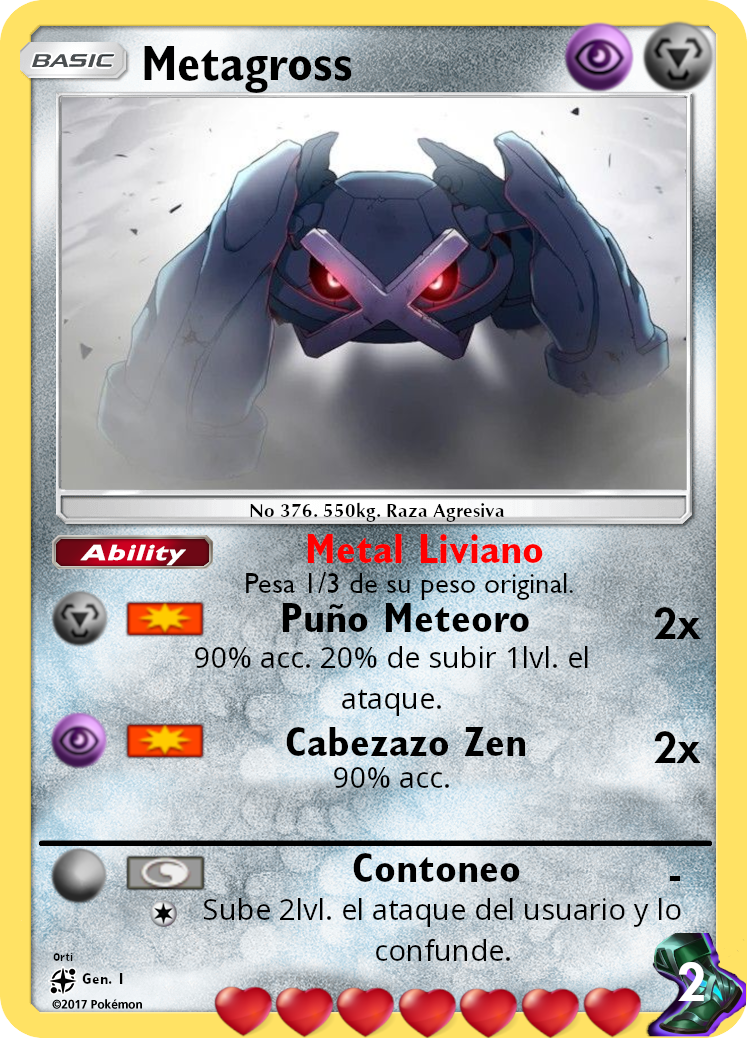 BASIC Metagross
No 376. 550kg. Raza Agresiva
Ability Metal Liviano
Pesa 1/3 de su peso original.
Puño Meteoro 2x
90% acc. 20% de subir 1lvl. el
ataque.
Cabezazo Zen 2x
90% acc.
Contoneo -
Sube 2lvl. el ataque del usuario y lo
confunde.
Orti
Gen. 1
©2017 Pokémon
2